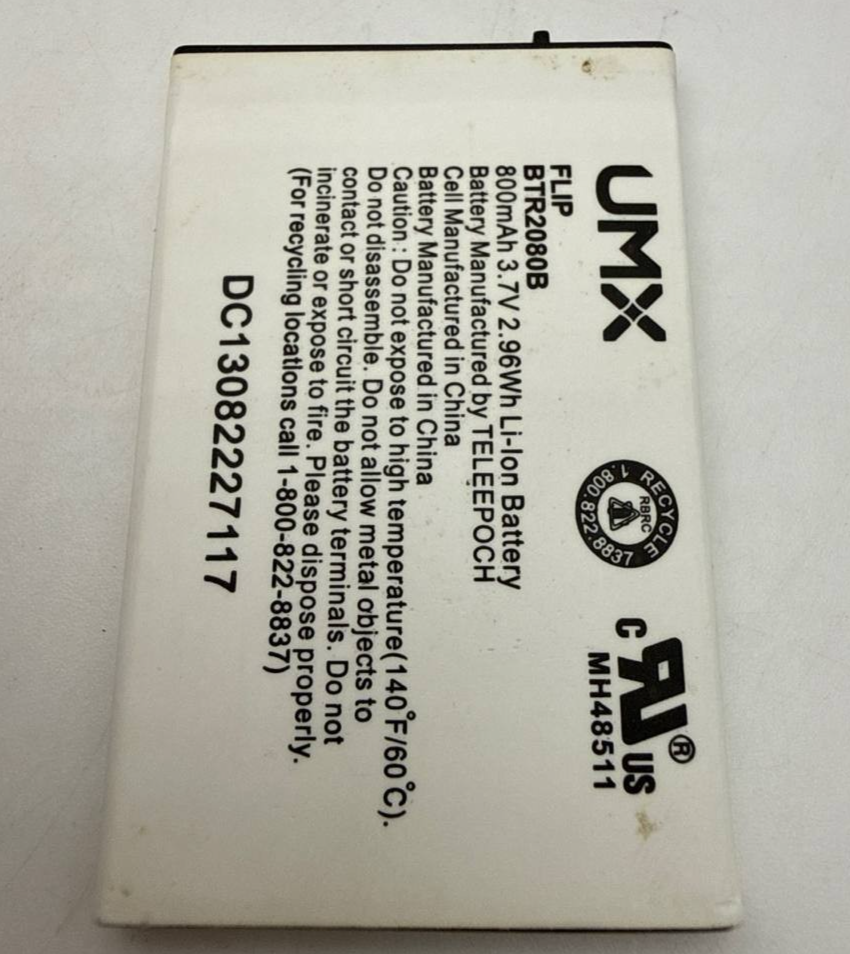 UMX
FLIP
BTR2080B
800mAh 3.7V 2.96Wh Li-Ion Battery
Battery Manufactured by TELEEPOCH
Cell Manufactured in China
Battery Manufactured in China
Caution : Do not expose to high temperature(140°F/60°C).
Do not disassemble. Do not allow metal objects to
contact or short circuit the battery terminals. Do not
incinerate or expose to fire. Please dispose properly.
(For recycling locations call 1-800-822-8837)
DC13082227117
RECYCLE
RBRC
1.800.822.8837
C RU US ®
MH48511